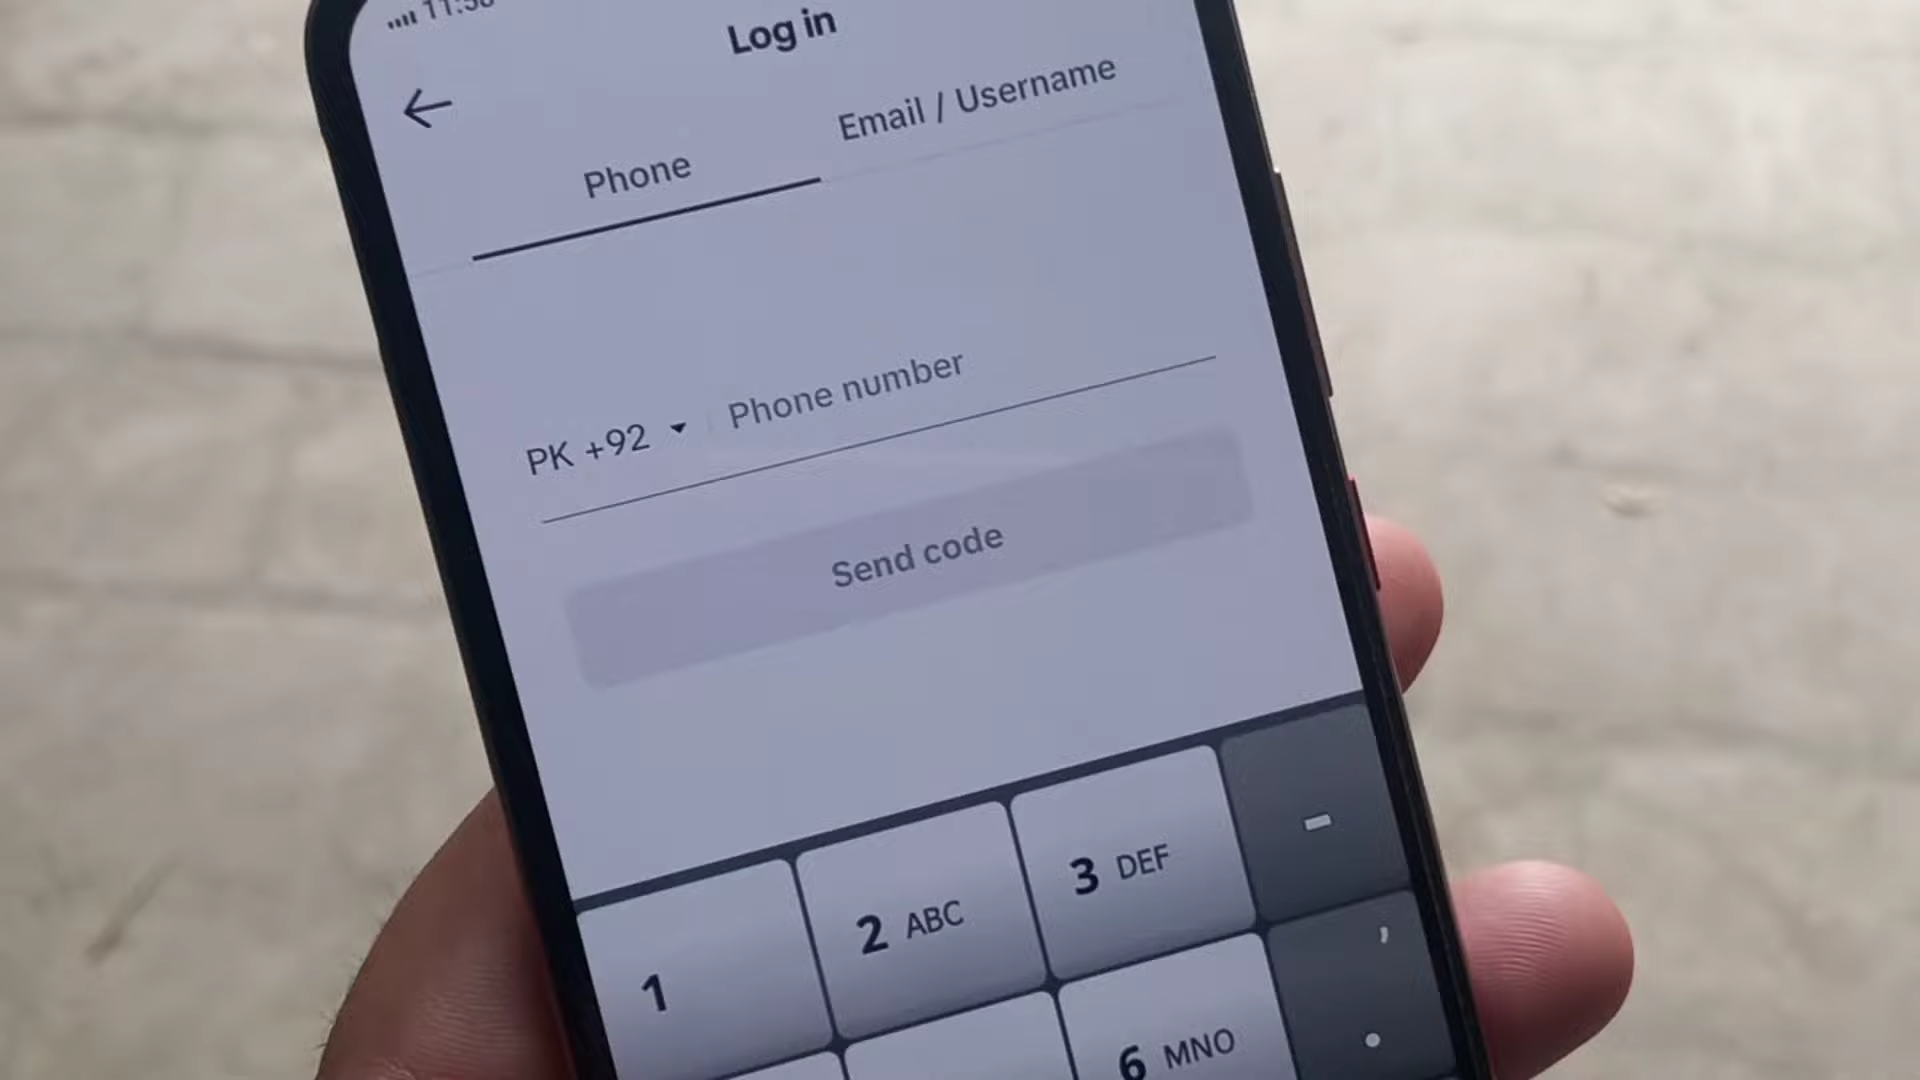 Log in
Phone
Email / Username
PK +92
Phone number
Send code
1
2 ABC
3 DEF
-
,
6 MNO
.